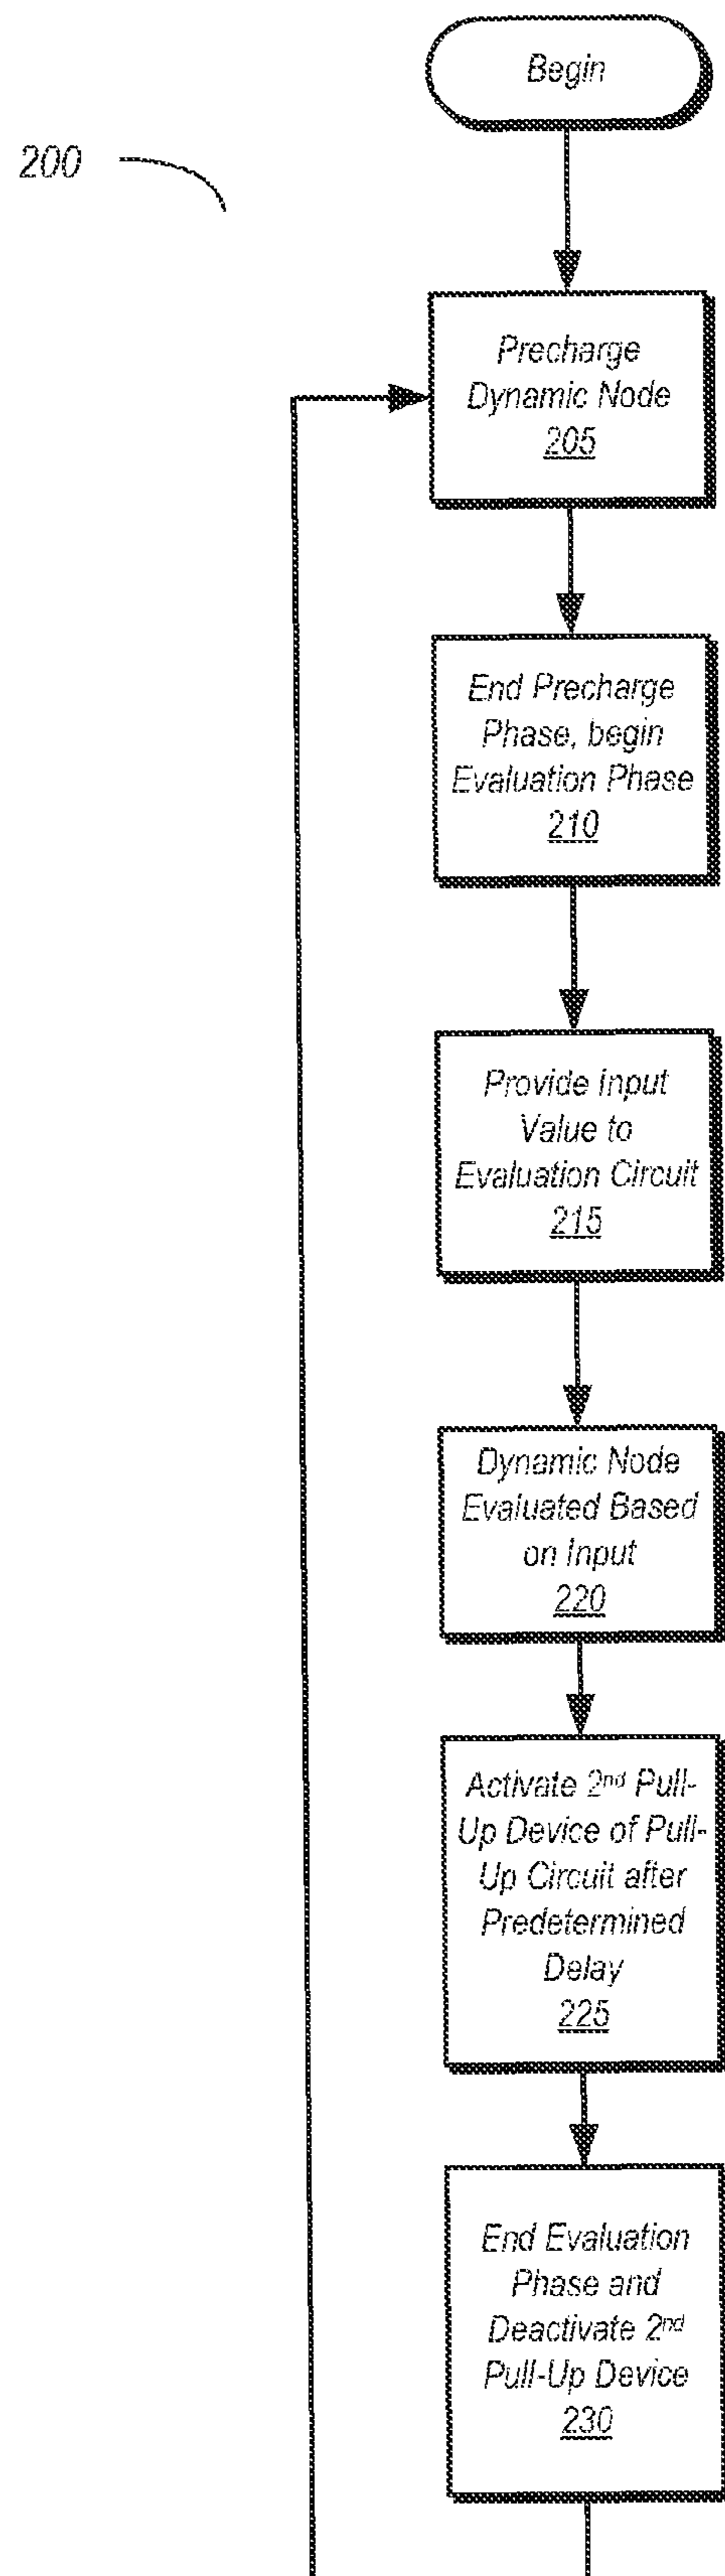 Begin
200
Precharge
Dynamic Node
205
End Precharge
Phase, begin
Evaluation Phase
210
Provide Input
Value to
Evaluation Circuit
215
Dynamic Node
Evaluated Based
on Input
220
Activate 2nd Pull-
Up Device of Pull-
Up Circuit after
Predetermined
Delay
225
End Evaluation
Phase and
Deactivate 2nd
Pull-Up Device
230